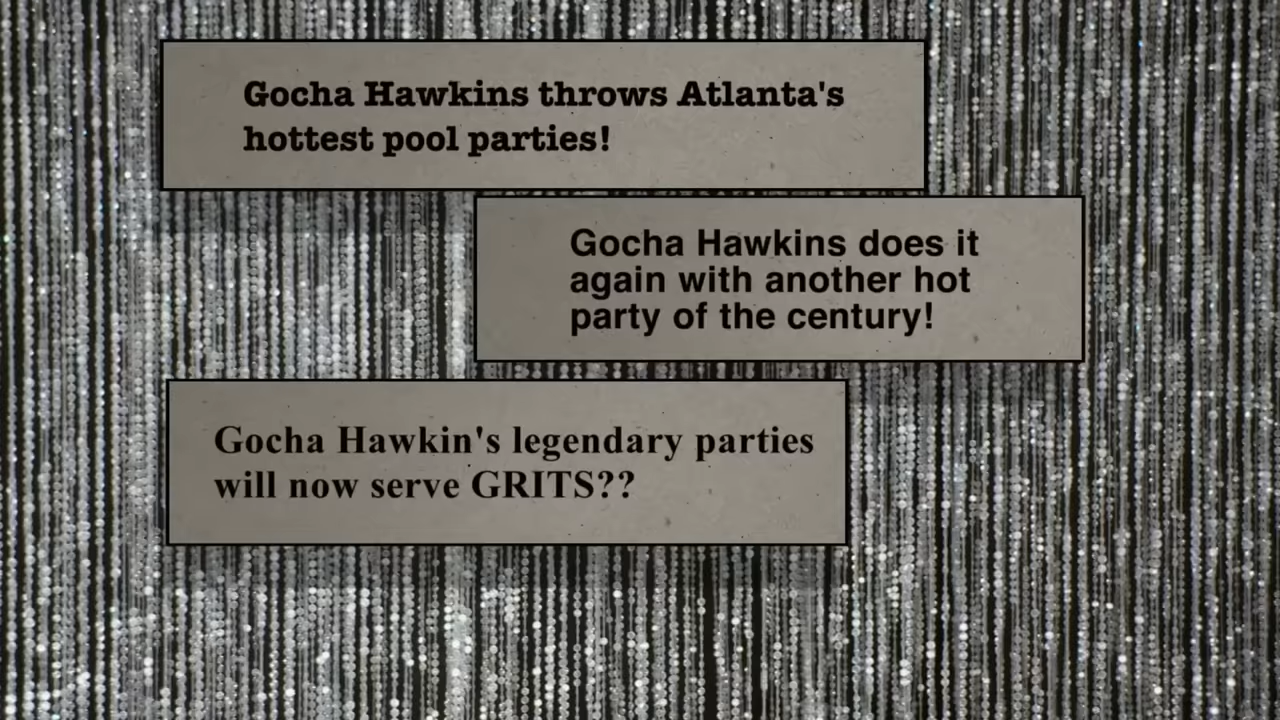 Gocha Hawkins throws Atlanta's
hottest pool parties!
Gocha Hawkins does it
again with another hot
party of the century!
Gocha Hawkin's legendary parties
will now serve GRITS??